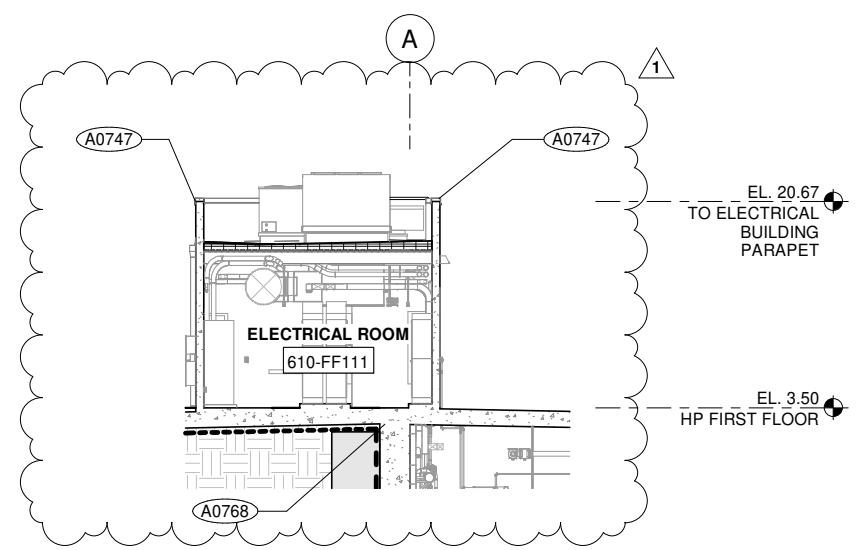 A
1
A0747
A0747
EL. 20.67
TO ELECTRICAL
BUILDING
PARAPET
ELECTRICAL ROOM
610-FF111
EL. 3.50
HP FIRST FLOOR
A0768